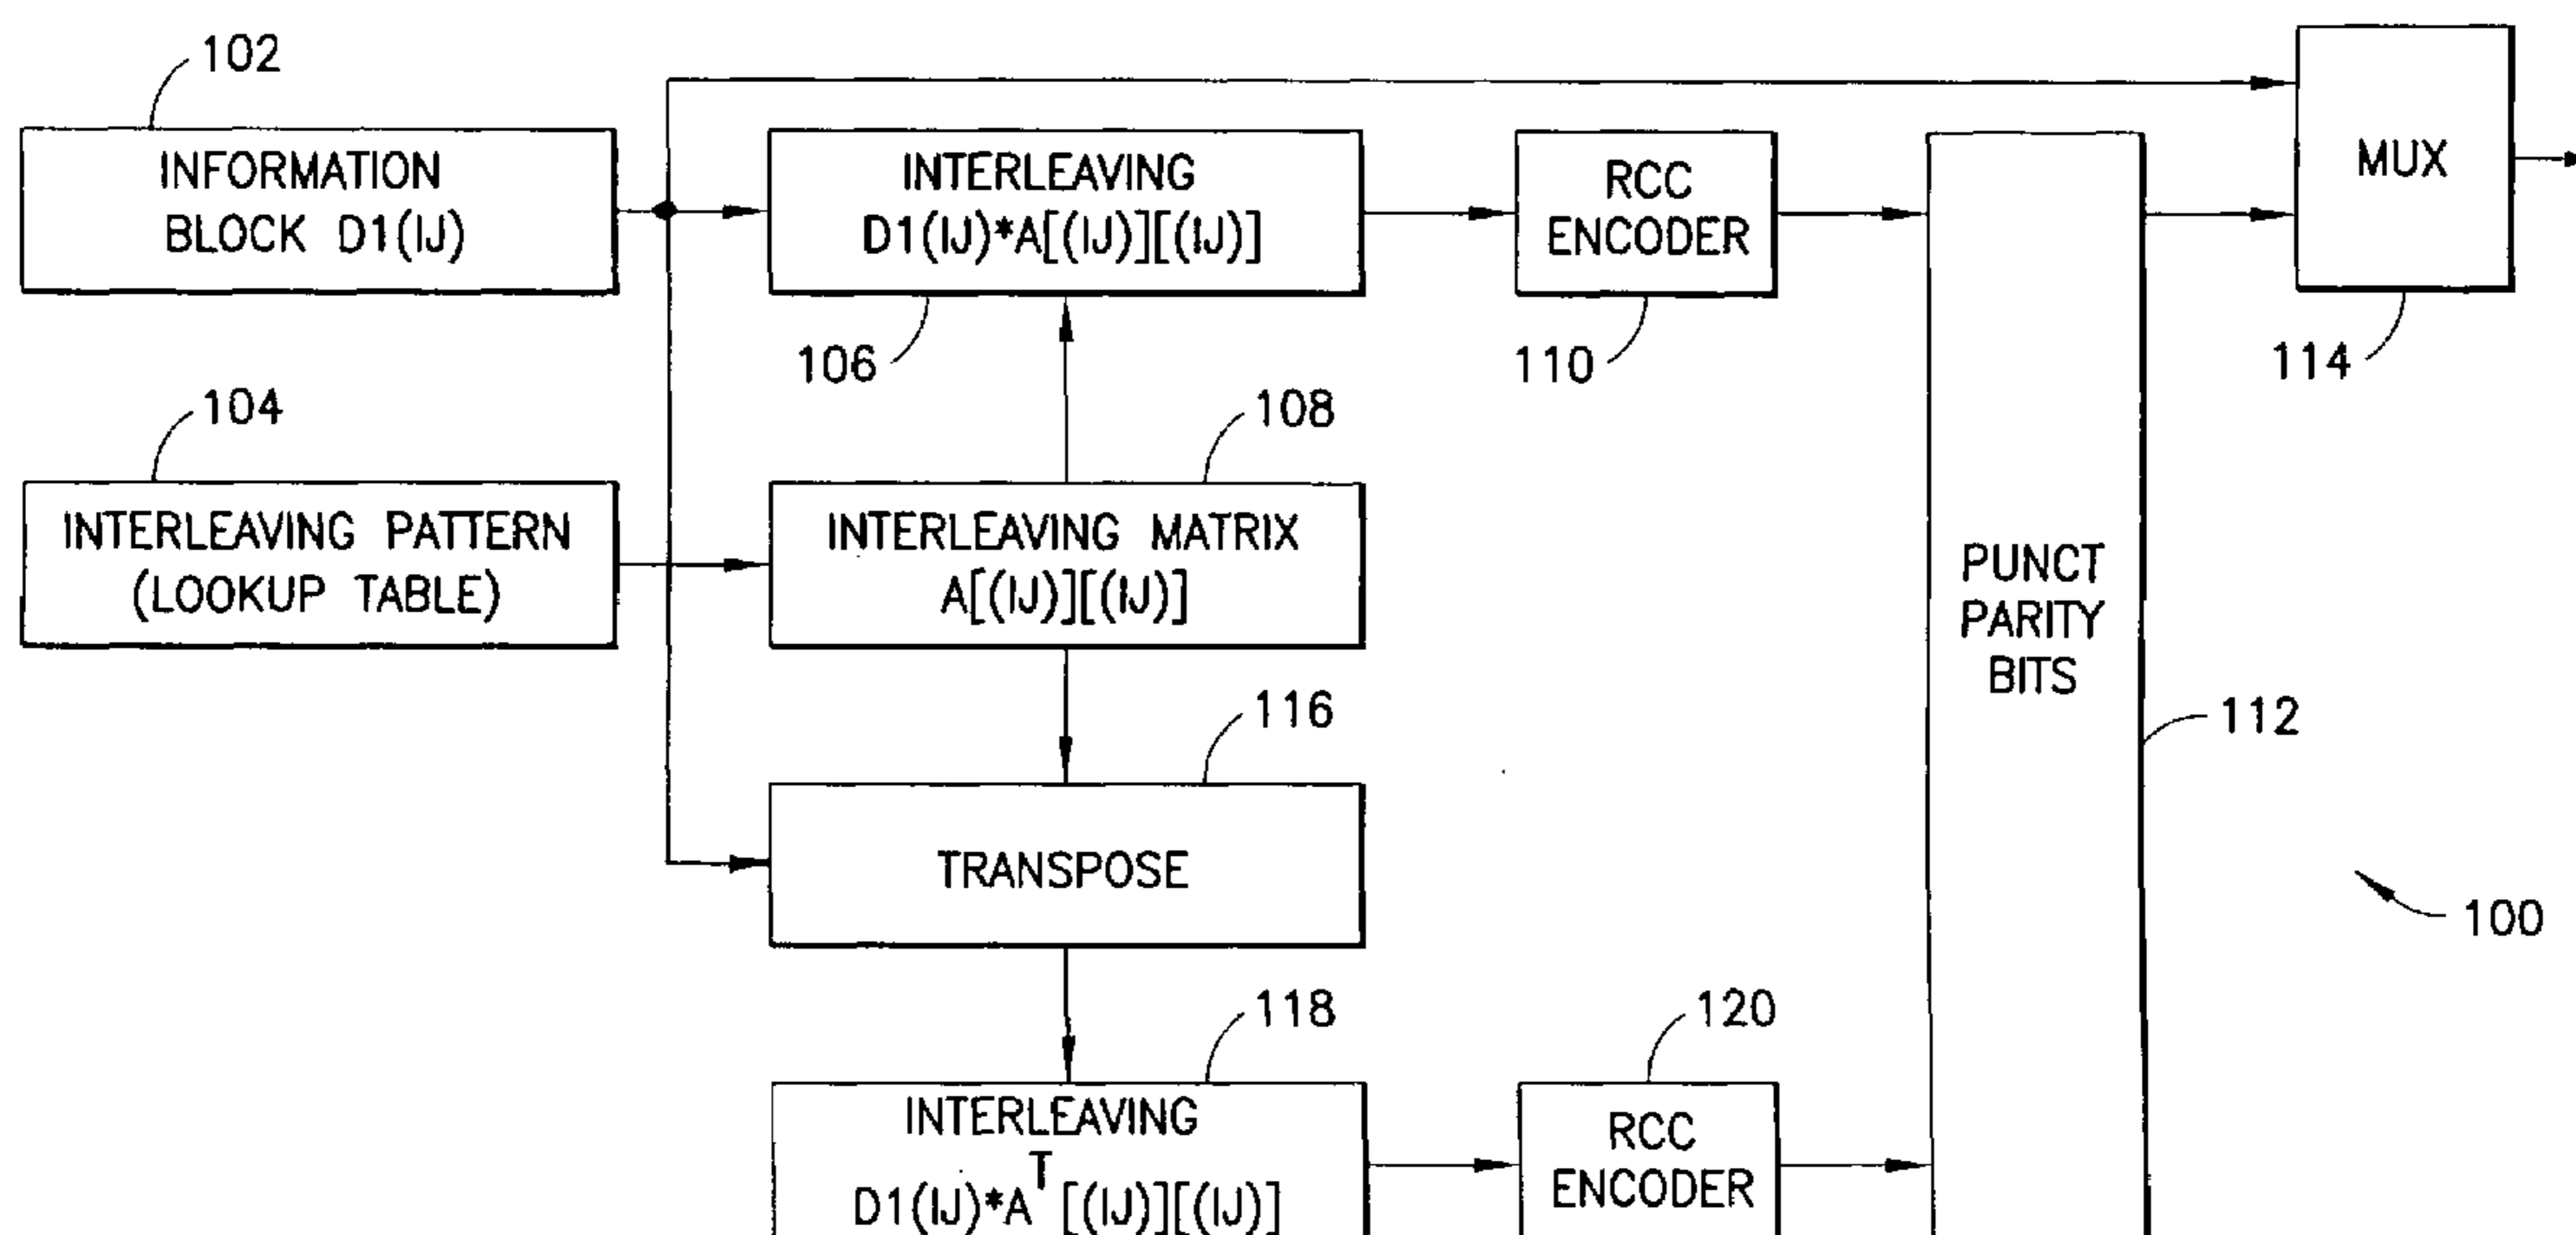 102
INFORMATION
BLOCK D1(IJ)
INTERLEAVING
D1(IJ)*A[(IJ)][(IJ)]
106
RCC
ENCODER
110
MUX
114
104
INTERLEAVING PATTERN
(LOOKUP TABLE)
108
INTERLEAVING MATRIX
A[(IJ)][(IJ)]
PUNCT
PARITY
BITS
112
116
TRANSPOSE
100
118
INTERLEAVING
D1(IJ)*A^T [(IJ)][(IJ)]
120
RCC
ENCODER